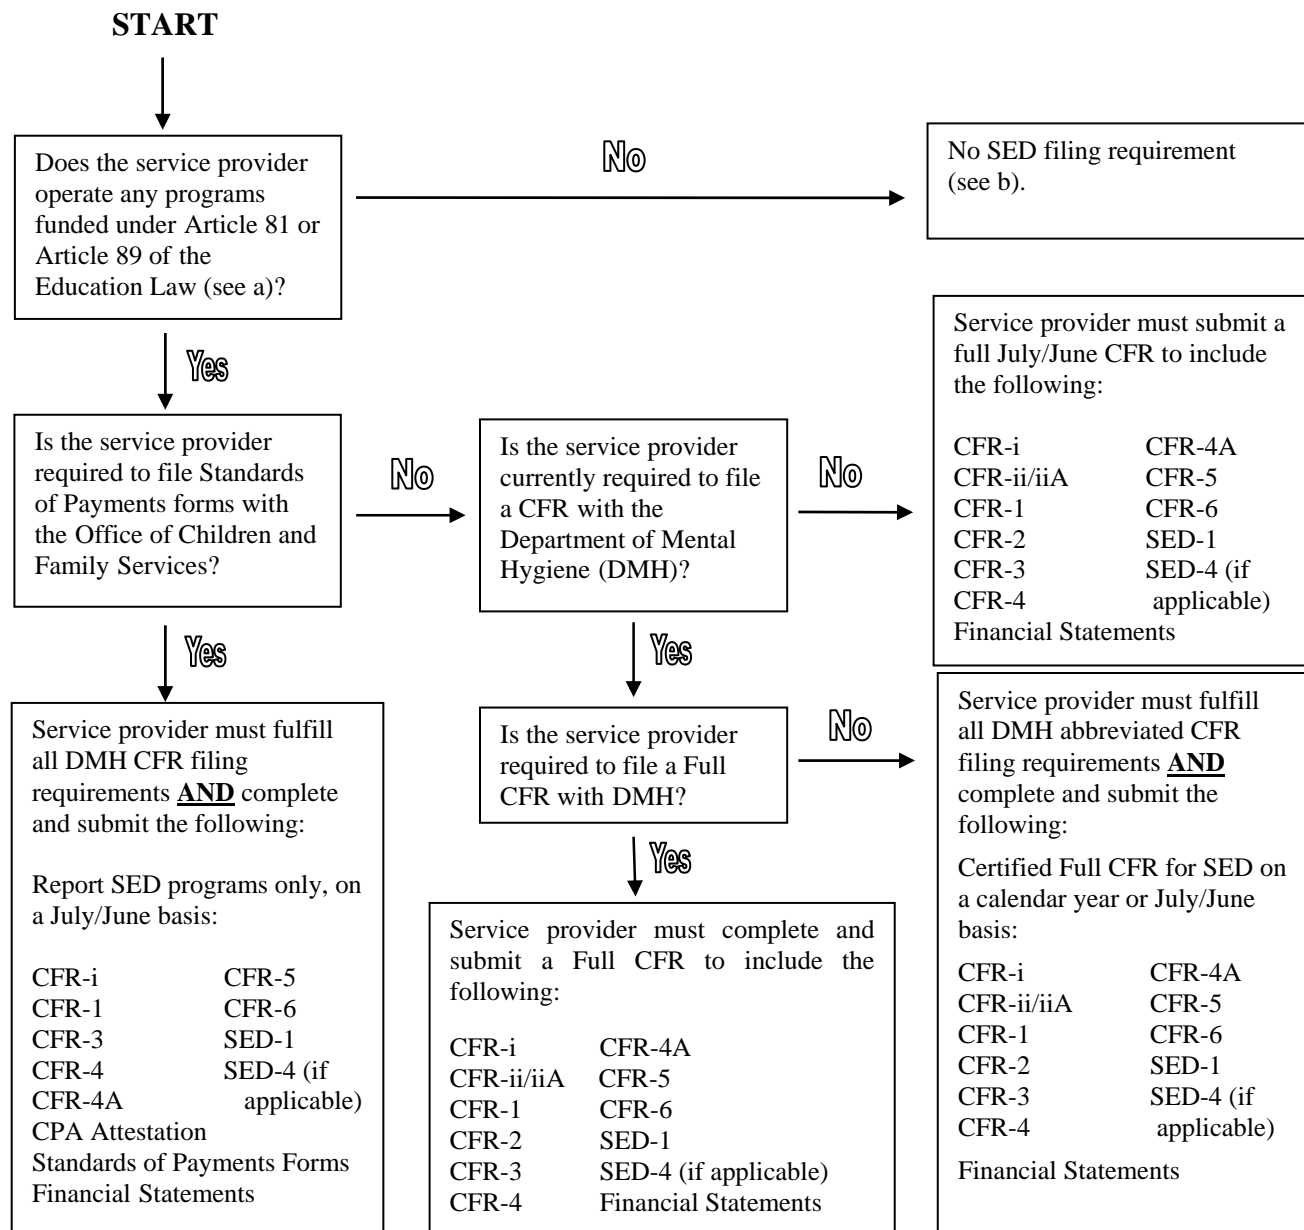 START
Does the service provider
operate any programs
funded under Article 81 or
Article 89 of the
Education Law (see a)?
No
No SED filing requirement
(see b).
Yes
Is the service provider
required to file Standards
of Payments forms with
the Office of Children and
Family Services?
No
Is the service provider
currently required to file
a CFR with the
Department of Mental
Hygiene (DMH)?
No
Service provider must submit a
full July/June CFR to include
the following:
CFR-i CFR-4A
CFR-ii/iiA CFR-5
CFR-1 CFR-6
CFR-2 SED-1
CFR-3 SED-4 (if
CFR-4 applicable)
Financial Statements
Yes
Service provider must fulfill
all DMH CFR filing
requirements AND complete
and submit the following:
Report SED programs only, on
a July/June basis:
CFR-i CFR-5
CFR-1 CFR-6
CFR-3 SED-1
CFR-4 SED-4 (if
CFR-4A applicable)
CPA Attestation
Standards of Payments Forms
Financial Statements
Yes
Is the service provider
required to file a Full
CFR with DMH?
No
Service provider must fulfill
all DMH abbreviated CFR
filing requirements AND
complete and submit the
following:
Certified Full CFR for SED on
a calendar year or July/June
basis:
CFR-i CFR-4A
CFR-ii/iiA CFR-5
CFR-1 CFR-6
CFR-2 SED-1
CFR-3 SED-4 (if
CFR-4 applicable)
Financial Statements
Yes
Service provider must complete and
submit a Full CFR to include the
following:
CFR-i CFR-4A
CFR-ii/iiA CFR-5
CFR-1 CFR-6
CFR-2 SED-1
CFR-3 SED-4 (if applicable)
CFR-4 Financial Statements